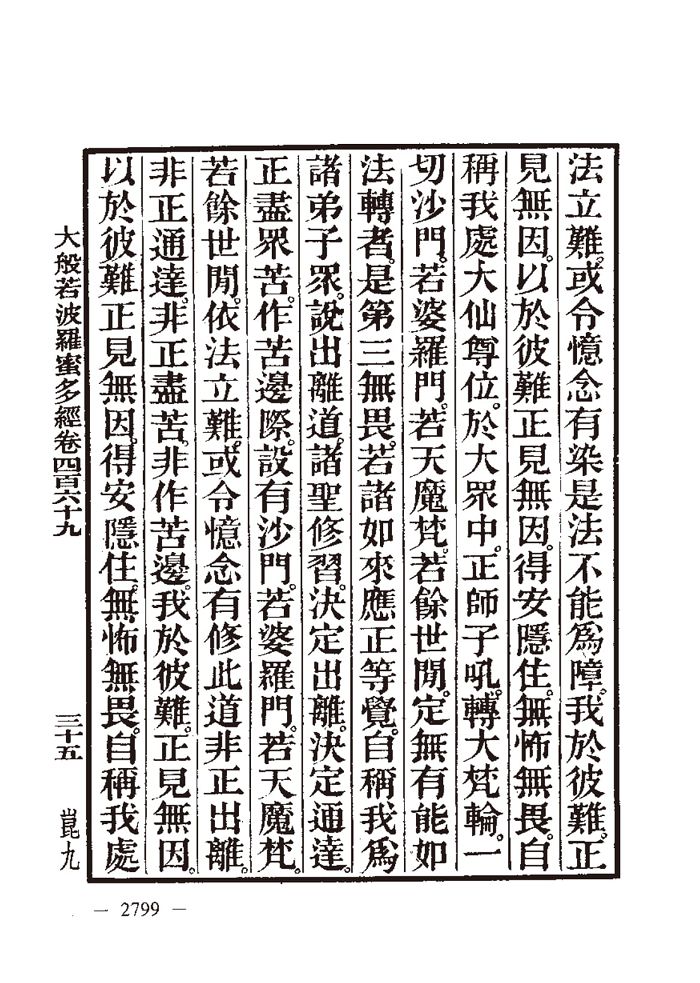 法立難。或令憶念有染是法不能爲障。我於彼難。正
見無因。以於彼難正見無因。得安隱住。無怖無畏。自
稱我處大仙尊位。於大眾中。正師子吼。轉大梵輪。一
切沙門。若婆羅門。若天魔梵。若餘世閒。定無有能如
法轉者。是第三無畏。若諸如來應正等覺。自稱我爲
諸弟子眾。說出離道。諸聖修習。決定出離。決定通達。
正盡眾苦。作苦邊際。設有沙門。若婆羅門。若天魔梵。
若餘世閒。依法立難。或令憶念有修此道非正出離。
非正通達。非正盡苦。非作苦邊。我於彼難。正見無因。
以於彼難正見無因。得安隱住。無怖無畏。自稱我處
大般若波羅蜜多經卷四百六十九 三十五 崑九
— 2799 —